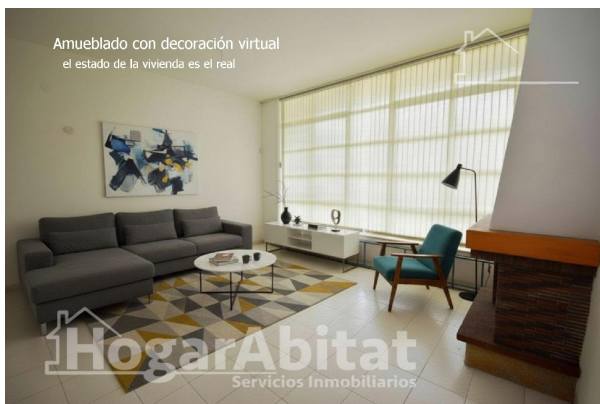 Amueblado con decoración virtual
el estado de la vivienda es el real
HogarAbitat
Servicios Inmobiliarios